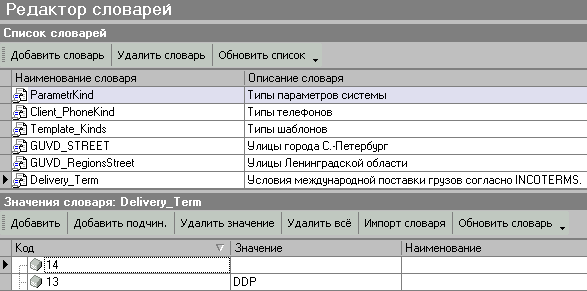 Редактор словарей
Список словарей
Добавить словарь Удалить словарь Обновить список
Наименование словаря Описание словаря
ParametrKind Типы параметров системы
Client_PhoneKind Типы телефонов
Template_Kinds Типы шаблонов
GUVD_STREET Улицы города С.-Петербург
GUVD_RegionsStreet Улицы Ленинградской области
Delivery_Term Условия международной поставки грузов согласно INCOTERMS.
Значения словаря: Delivery_Term
Добавить Добавить подчин. Удалить значение Удалить всё Импорт словаря Обновить словарь
Код Значение Наименование
14
13 DDP